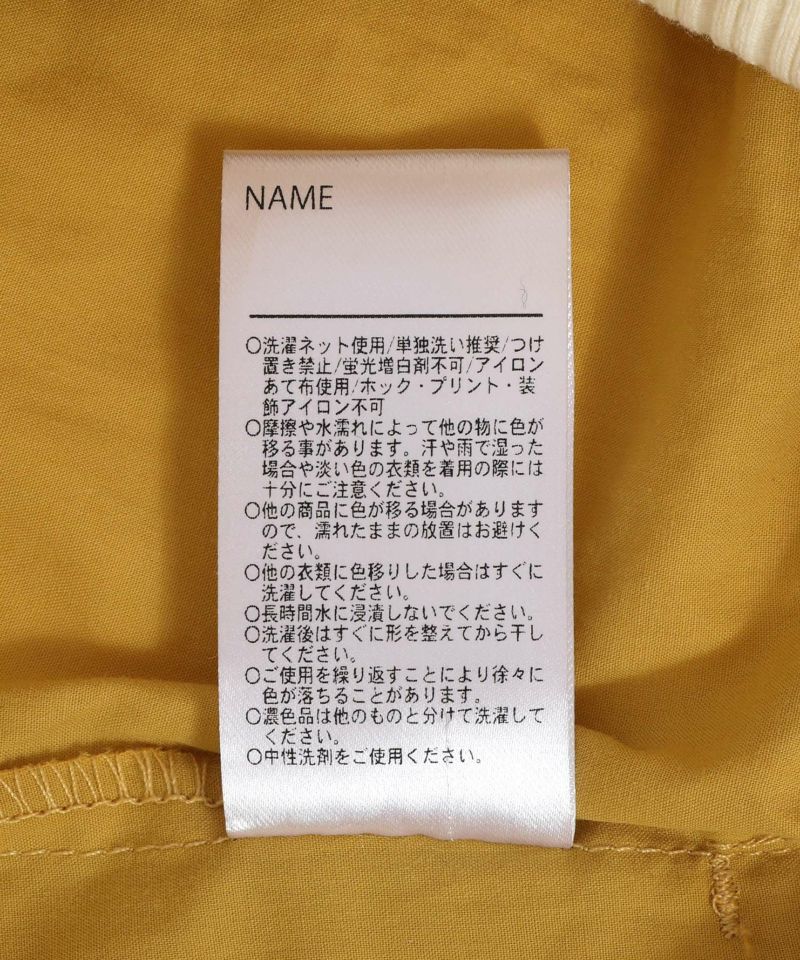 NAME
○洗濯ネット使用/単独洗い推奨/つけ
置き禁止/蛍光増白剤不可/アイロン
あて布使用/ホック・プリント・装
飾アイロン不可
○摩擦や水濡れによって他の物に色が
移る事があります。汗や雨で湿った
場合や淡い色の衣類を着用の際には
十分にご注意ください。
○他の商品に色が移る場合があります
ので、濡れたままの放置はお避けく
ださい。
○他の衣類に色移りした場合はすぐに
洗濯してください。
○長時間水に浸漬しないでください。
○洗濯後はすぐに形を整えてから干し
てください。
○ご使用を繰り返すことにより徐々に
色が落ちることがあります。
○濃色品は他のものと分けて洗濯して
ください。
○中性洗剤をご使用ください。